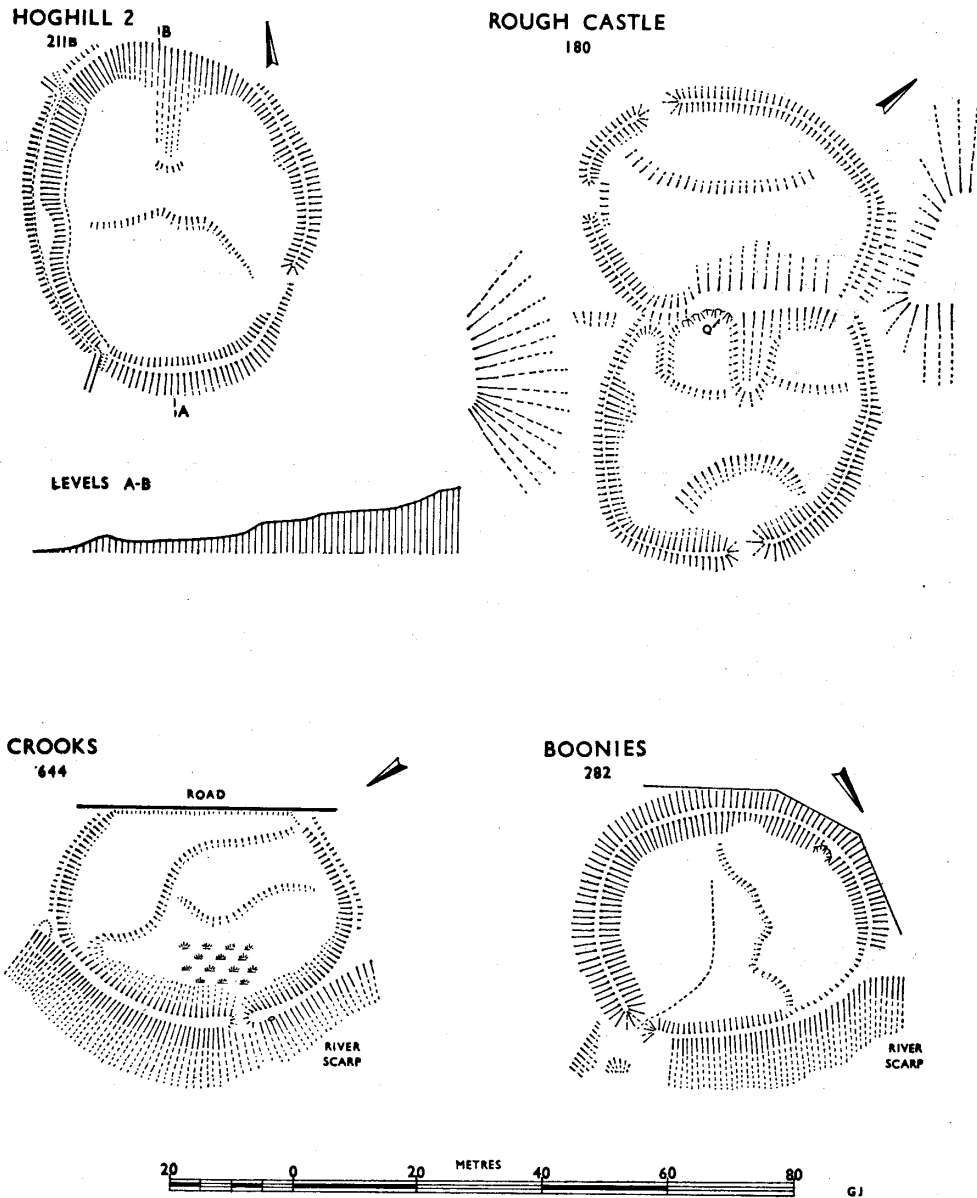 HOGHILL 2
211B
B
A
LEVELS A-B
ROUGH CASTLE
180
Q
CROOKS
644
ROAD
RIVER
SCARP
BOONIES
282
RIVER
SCARP
METRES
20 0 20 40 60 80
GJ